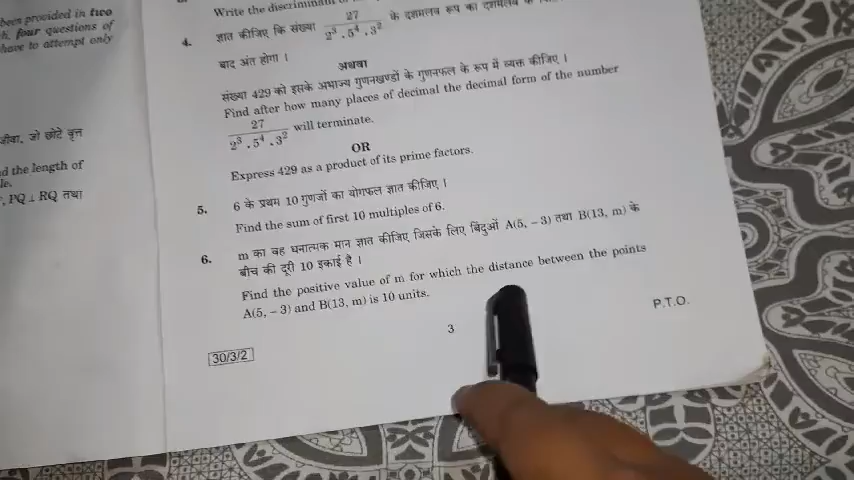 been provided in two
four questions of
have to attempt only
जीवा, जो छोटे वृत्त
d the length of
le.
, PQ ⊥ RQ तथा
Write the discriminant
4. ज्ञात कीजिए कि संख्या 27 / 2³ . 5⁴ . 3² के दशमलव रूप का दशमलव के
बाद अंत होगा ।
अथवा
संख्या 429 को इसके अभाज्य गुणनखण्डों के गुणनफल के रूप में व्यक्त कीजिए ।
Find after how many places of decimal the decimal form of the number
27 / 2³ . 5⁴ . 3² will terminate.
OR
Express 429 as a product of its prime factors.
5. 6 के प्रथम 10 गुणजों का योगफल ज्ञात कीजिए ।
Find the sum of first 10 multiples of 6.
6. m का वह धनात्मक मान ज्ञात कीजिए जिसके लिए बिंदुओं A(5, – 3) तथा B(13, m) के
बीच की दूरी 10 इकाई है ।
Find the positive value of m for which the distance between the points
A(5, – 3) and B(13, m) is 10 units.
30/3/2
3
P.T.O.